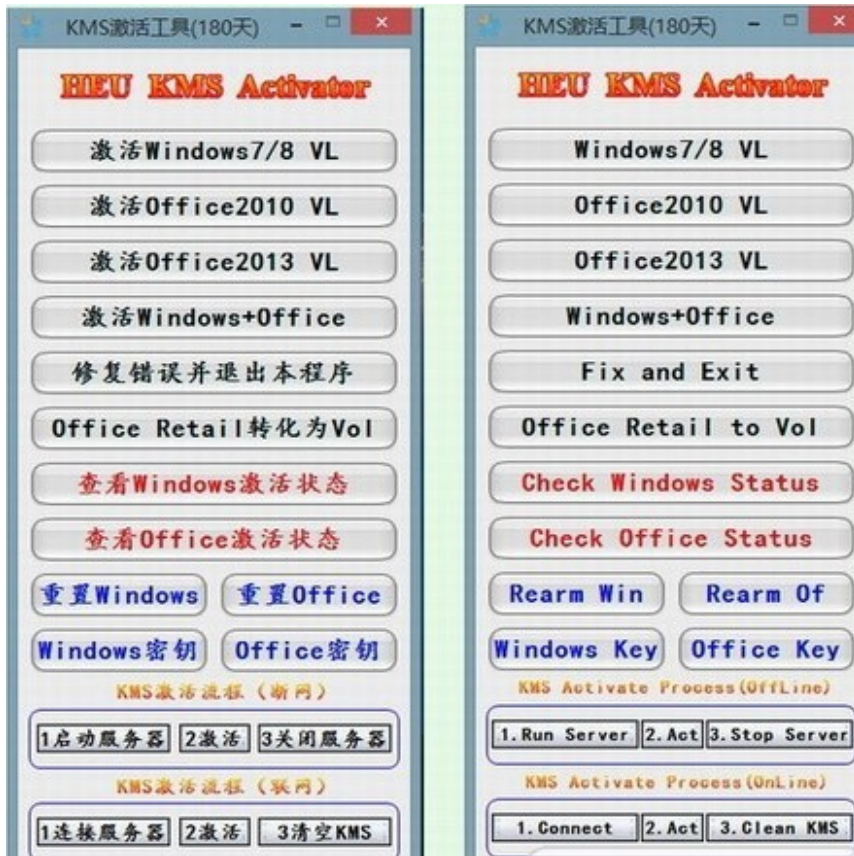 KMS激活工具(180天)
HEU KMS Activator
激活Windows7/8 VL
激活Office2010 VL
激活Office2013 VL
激活Windows+Office
修复错误并退出本程序
Office Retail转化为Vol
查看Windows激活状态
查看Office激活状态
重置Windows 重置Office
Windows密钥 Office密钥
KMS激活流程（断网）
1启动服务器 2激活 3关闭服务器
KMS激活流程（联网）
1连接服务器 2激活 3清空KMS
KMS激活工具(180天)
HEU KMS Activator
Windows7/8 VL
Office2010 VL
Office2013 VL
Windows+Office
Fix and Exit
Office Retail to Vol
Check Windows Status
Check Office Status
Rearm Win Rearm Of
Windows Key Office Key
KMS Activate Process(OffLine)
1.Run Server 2.Act 3.Stop Server
KMS Activate Process(OnLine)
1.Connect 2.Act 3.Clean KMS